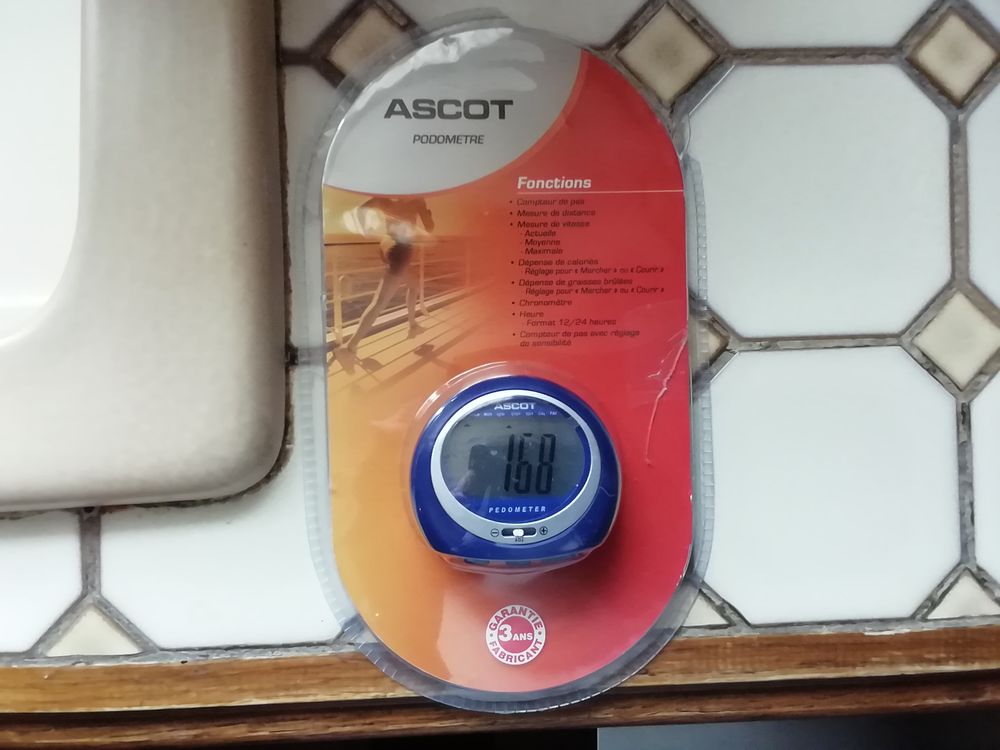 ASCOT
PODOMETRE
Fonctions
• Compteur de pas
• Mesure de distance
• Mesure de vitesse
- Actuelle
- Moyenne
- Maximale
• Dépense de calories
- Réglage pour « Marcher » ou « Courir »
• Dépense de graisses brûlées
- Réglage pour « Marcher » ou « Courir »
• Chronomètre
• Heure
- Format 12/24 heures
• Compteur de pas avec réglage
de sensibilité
ASCOT
168
PEDOMETER
GARANTIE
3 ANS
FABRICANT